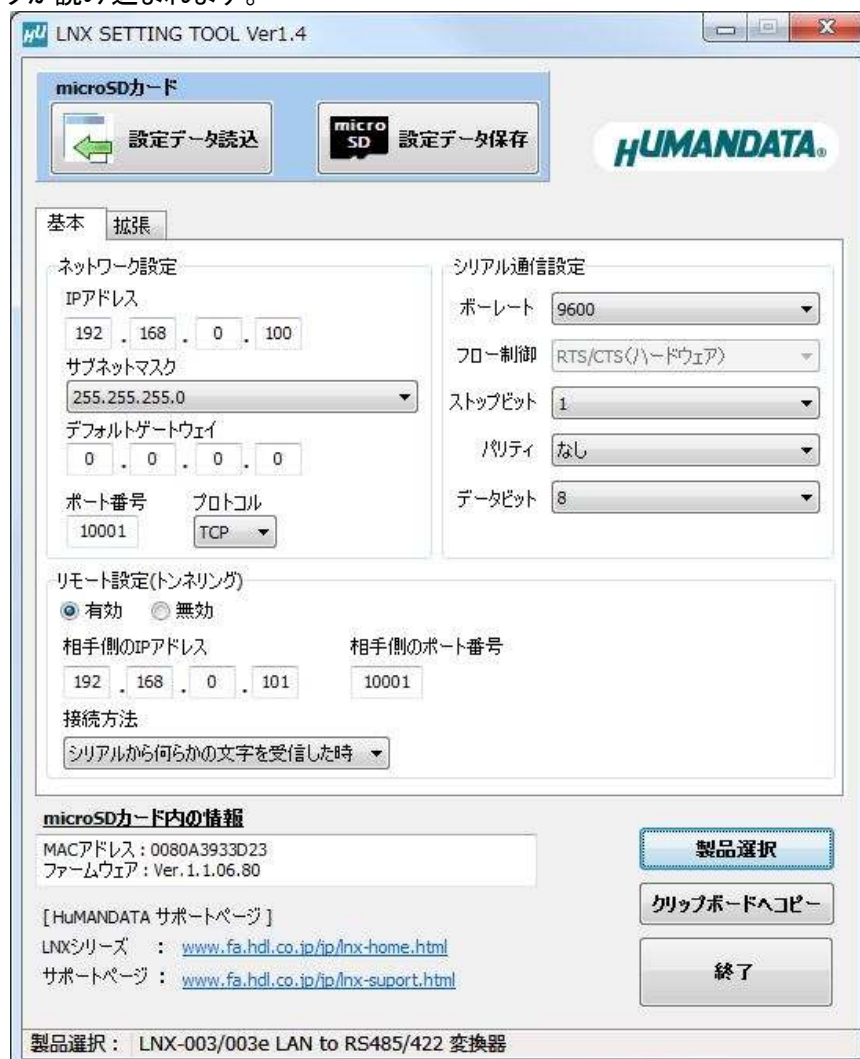 タが読み込まれます。
LNX SETTING TOOL Ver1.4
microSDカード
設定データ読込
micro SD 設定データ保存
HUMANDATA®
基本 拡張
ネットワーク設定
IPアドレス
192 . 168 . 0 . 100
サブネットマスク
255.255.255.0
デフォルトゲートウェイ
0 . 0 . 0 . 0
ポート番号 プロトコル
10001 TCP
シリアル通信設定
ボーレート 9600
フロー制御 RTS/CTS(ハードウェア)
ストップビット 1
パリティ なし
データビット 8
リモート設定(トンネリング)
有効 無効
相手側のIPアドレス 相手側のポート番号
192 . 168 . 0 . 101 10001
接続方法
シリアルから何らかの文字を受信した時
microSDカード内の情報
MACアドレス : 0080A3933D23
ファームウェア : Ver.1.1.06.80
[ HuMANDATA サポートページ ]
LNXシリーズ : www.fa.hdl.co.jp/jp/lnx-home.html
サポートページ : www.fa.hdl.co.jp/jp/lnx-suport.html
製品選択
クリップボードへコピー
終了
製品選択 : LNX-003/003e LAN to RS485/422 変換器